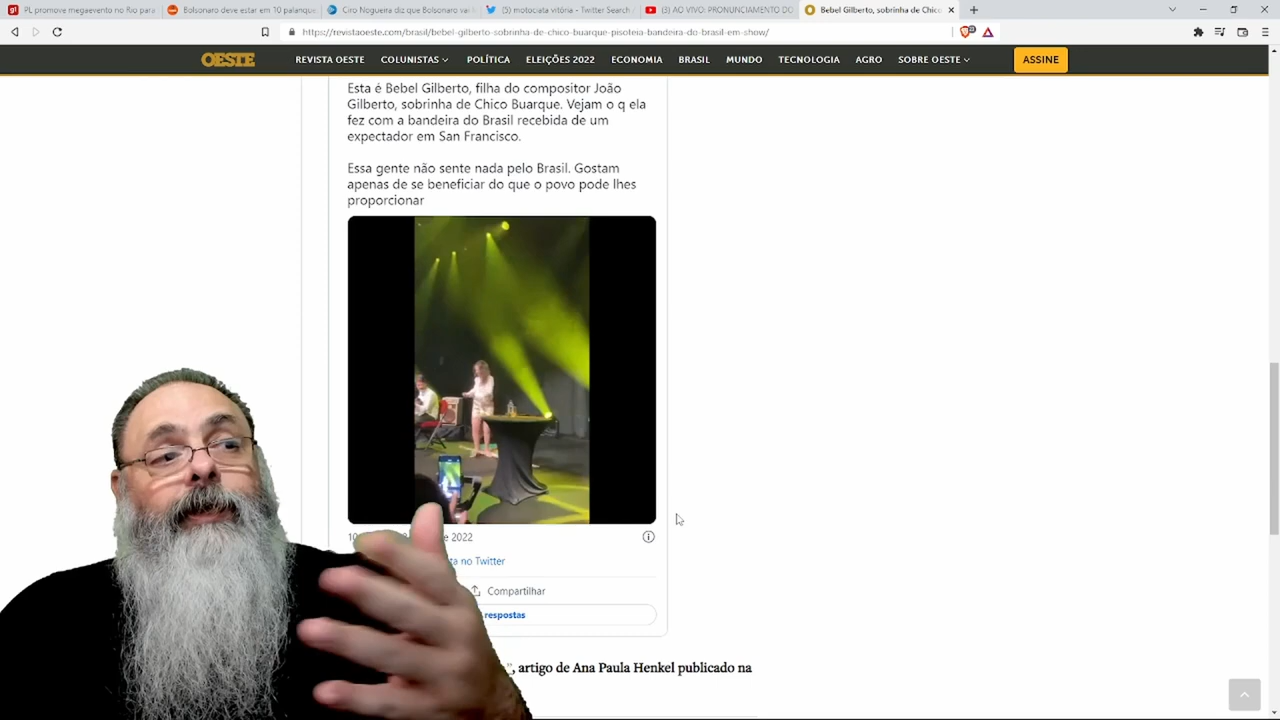 PL promove megaevento no Rio para
Bolsonaro deve estar em 10 palanque
Ciro Nogueira diz que Bolsonaro vai
(5) motociata vitória - Twitter Search /
(3) AO VIVO: PRONUNCIAMENTO DO
Bebel Gilberto, sobrinha de Chico
https://revistaoeste.com/brasil/bebel-gilberto-sobrinha-de-chico-buarque-pisoteia-bandeira-do-brasil-em-show/
OESTE REVISTA OESTE COLUNISTAS POLÍTICA ELEIÇÕES 2022 ECONOMIA BRASIL MUNDO TECNOLOGIA AGRO SOBRE OESTE ASSINE
Esta é Bebel Gilberto, filha do compositor João
Gilberto, sobrinha de Chico Buarque. Vejam o q ela
fez com a bandeira do Brasil recebida de um
expectador em San Francisco.
Essa gente não sente nada pelo Brasil. Gostam
apenas de se beneficiar do que o povo pode lhes
proporcionar
de 2022
no Twitter
Compartilhar
respostas
”, artigo de Ana Paula Henkel publicado na